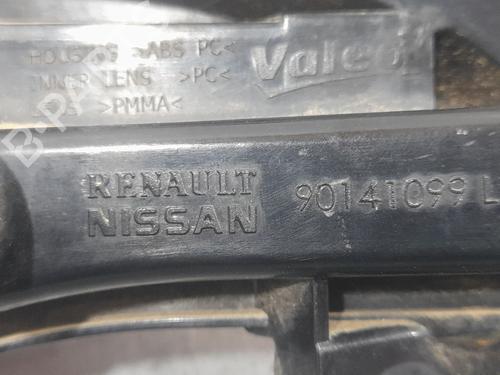 HOUSING >ABS PC<
Valeo
INNER LENS >PC<
>PMMA<
RENAULT
NISSAN
90141099 L